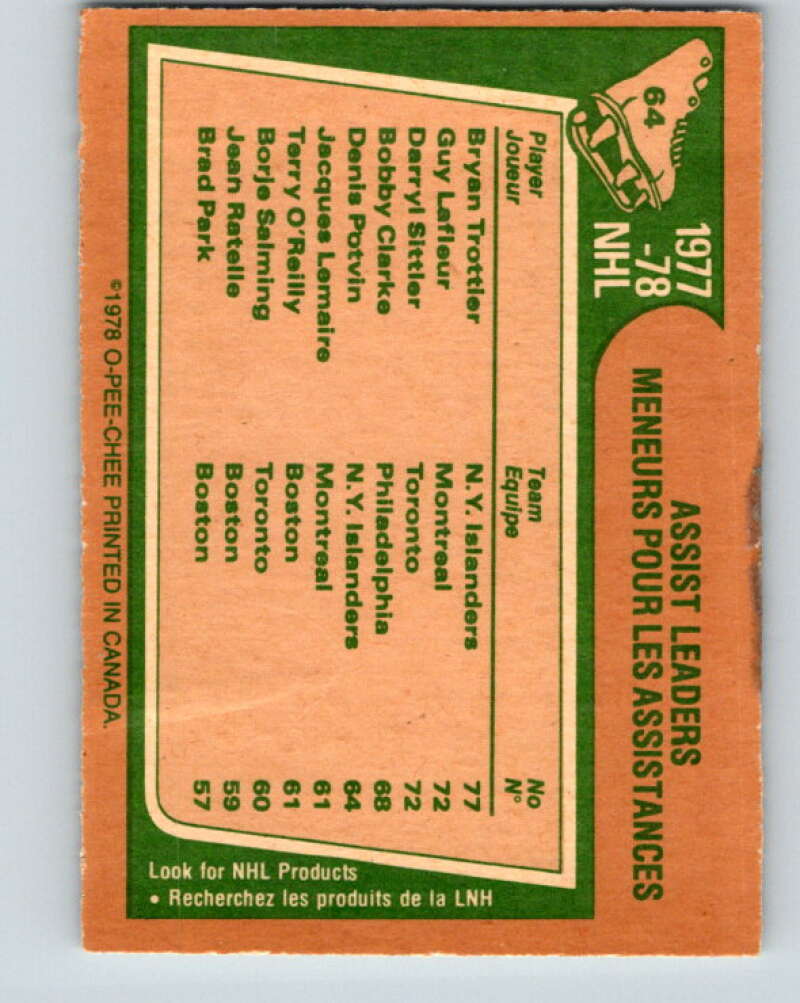 64
1977
-78
NHL
ASSIST LEADERS
MENEURS POUR LES ASSISTANCES
Player Team No
Joueur Equipe N°
Bryan Trottier N.Y. Islanders 77
Guy Lafleur Montreal 72
Darryl Sittler Toronto 72
Bobby Clarke Philadelphia 68
Denis Potvin N.Y. Islanders 64
Jacques Lemaire Montreal 61
Terry O'Reilly Boston 61
Borje Salming Toronto 60
Jean Ratelle Boston 59
Brad Park Boston 57
Look for NHL Products
• Recherchez les produits de la LNH
©1978 O-PEE-CHEE PRINTED IN CANADA.